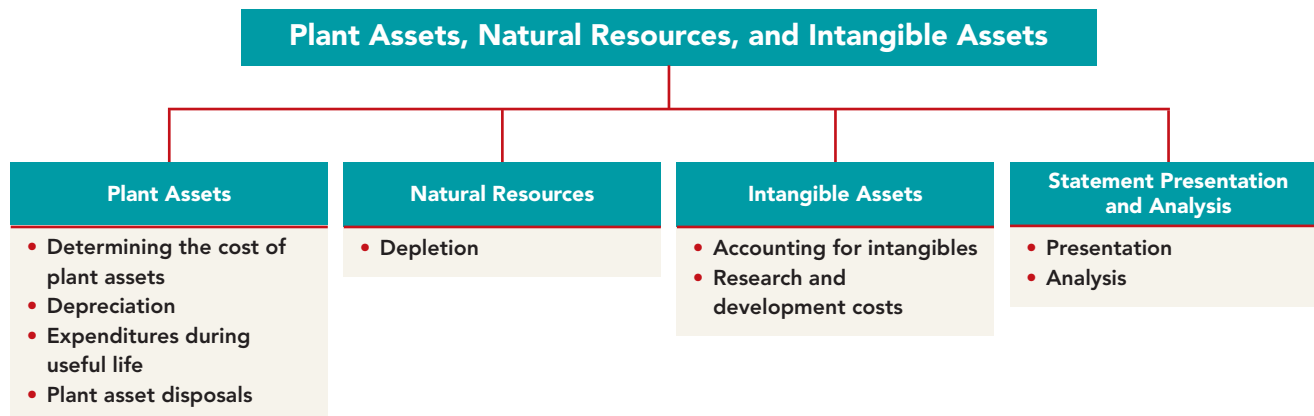 Plant Assets, Natural Resources, and Intangible Assets
Plant Assets
• Determining the cost of
plant assets
• Depreciation
• Expenditures during
useful life
• Plant asset disposals
Natural Resources
• Depletion
Intangible Assets
• Accounting for intangibles
• Research and
development costs
Statement Presentation
and Analysis
• Presentation
• Analysis